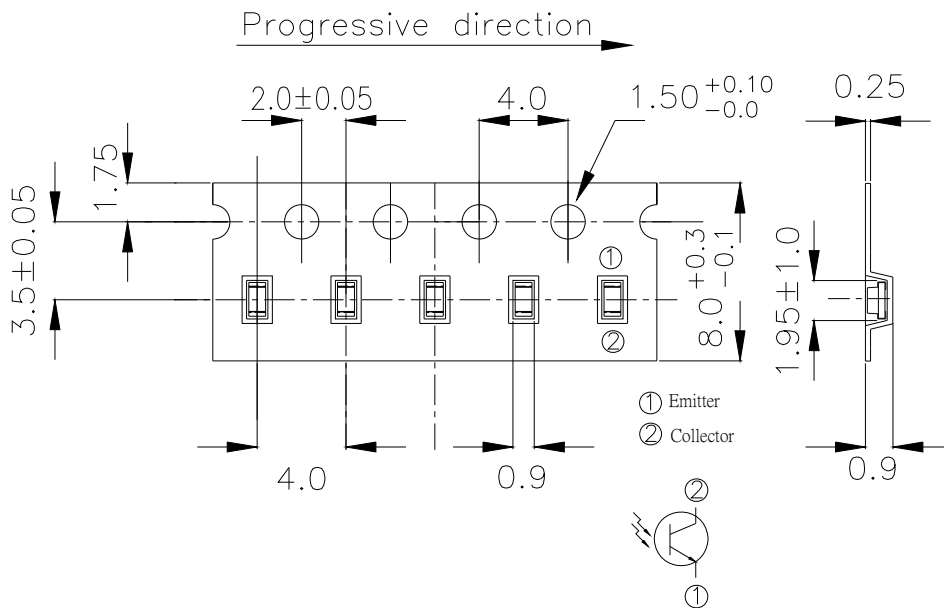 Progressive direction
2.0±0.05
4.0
1.50 +0.10 -0.0
0.25
1.75
3.5±0.05
①
②
8.0 +0.3 -0.1
1.95±1.0
① Emitter
② Collector
4.0
0.9
0.9
②
①